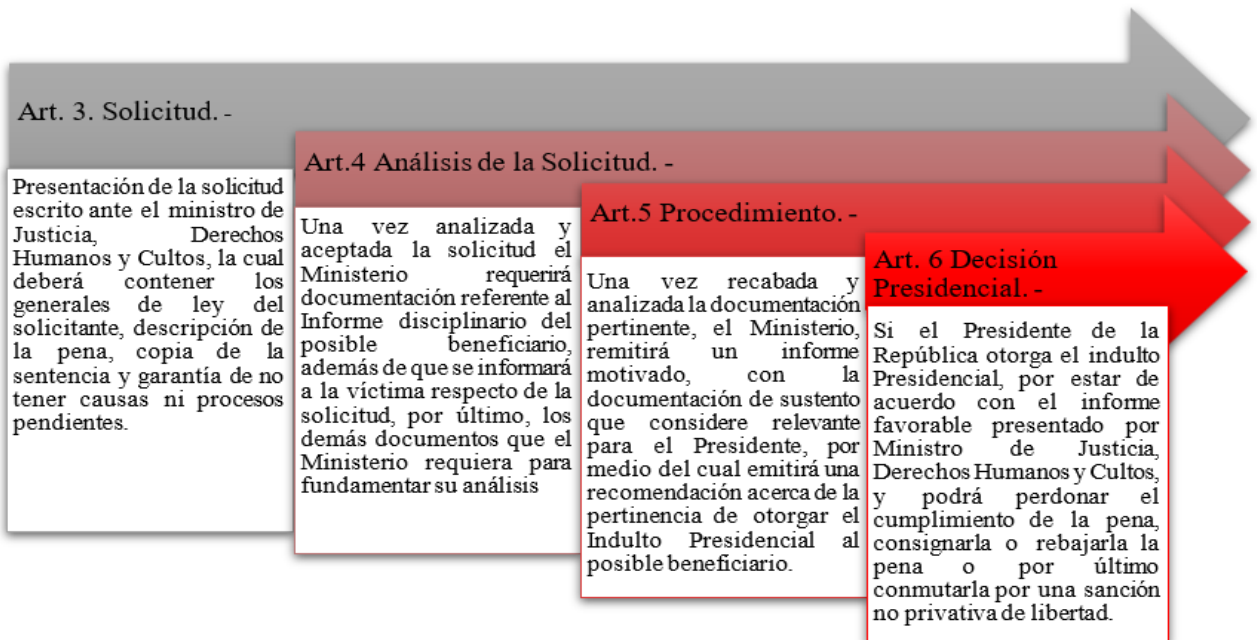 Art. 3. Solicitud. -
Presentación de la solicitud
escrito ante el ministro de
Justicia, Derechos
Humanos y Cultos, la cual
deberá contener los
generales de ley del
solicitante, descripción de
la pena, copia de la
sentencia y garantía de no
tener causas ni procesos
pendientes.
Art.4 Análisis de la Solicitud. -
Una vez analizada y
aceptada la solicitud el
Ministerio requerirá
documentación referente al
Informe disciplinario del
posible beneficiario,
además de que se informará
a la víctima respecto de la
solicitud, por último, los
demás documentos que el
Ministerio requiera para
fundamentar su análisis
Art.5 Procedimiento. -
Una vez recabada y
analizada la documentación
pertinente, el Ministerio,
remitirá un informe
motivado, con la
documentación de sustento
que considere relevante
para el Presidente, por
medio del cual emitirá una
recomendación acerca de la
pertinencia de otorgar el
Indulto Presidencial al
posible beneficiario.
Art. 6 Decisión
Presidencial. -
Si el Presidente de la
República otorga el indulto
Presidencial, por estar de
acuerdo con el informe
favorable presentado por
Ministro de Justicia,
Derechos Humanos y Cultos,
y podrá perdonar el
cumplimiento de la pena,
consignarla o rebajarla la
pena o por último
conmutarla por una sanción
no privativa de libertad.